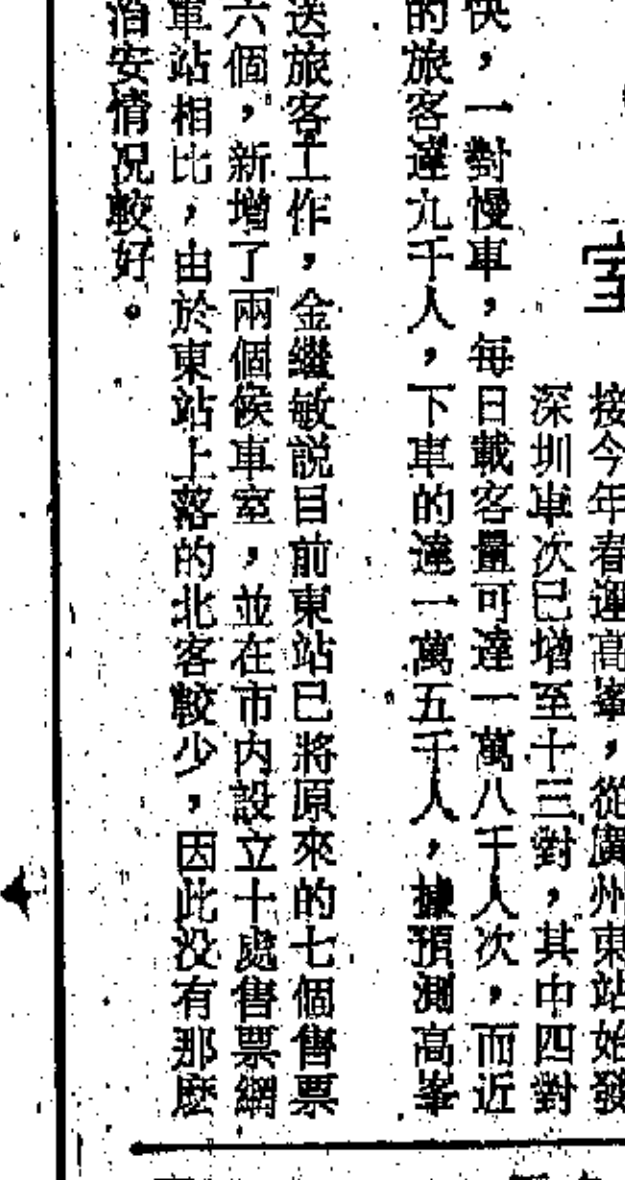 接今年春運高峯，從廣州東站始發
深圳車次已增至十三對，其中四對
快，一對慢車，每日載客量可達一萬八千人次，而近
的旅客達九千人，下車的達一萬五千人，據預測高峯
送旅客工作，金繼敏説目前東站已將原來的七個售票
六個，新增了兩個候車室，並在市內設立十處售票網
車站相比，由於東站上落的北客較少，因此没有那麽
治安情况較好。